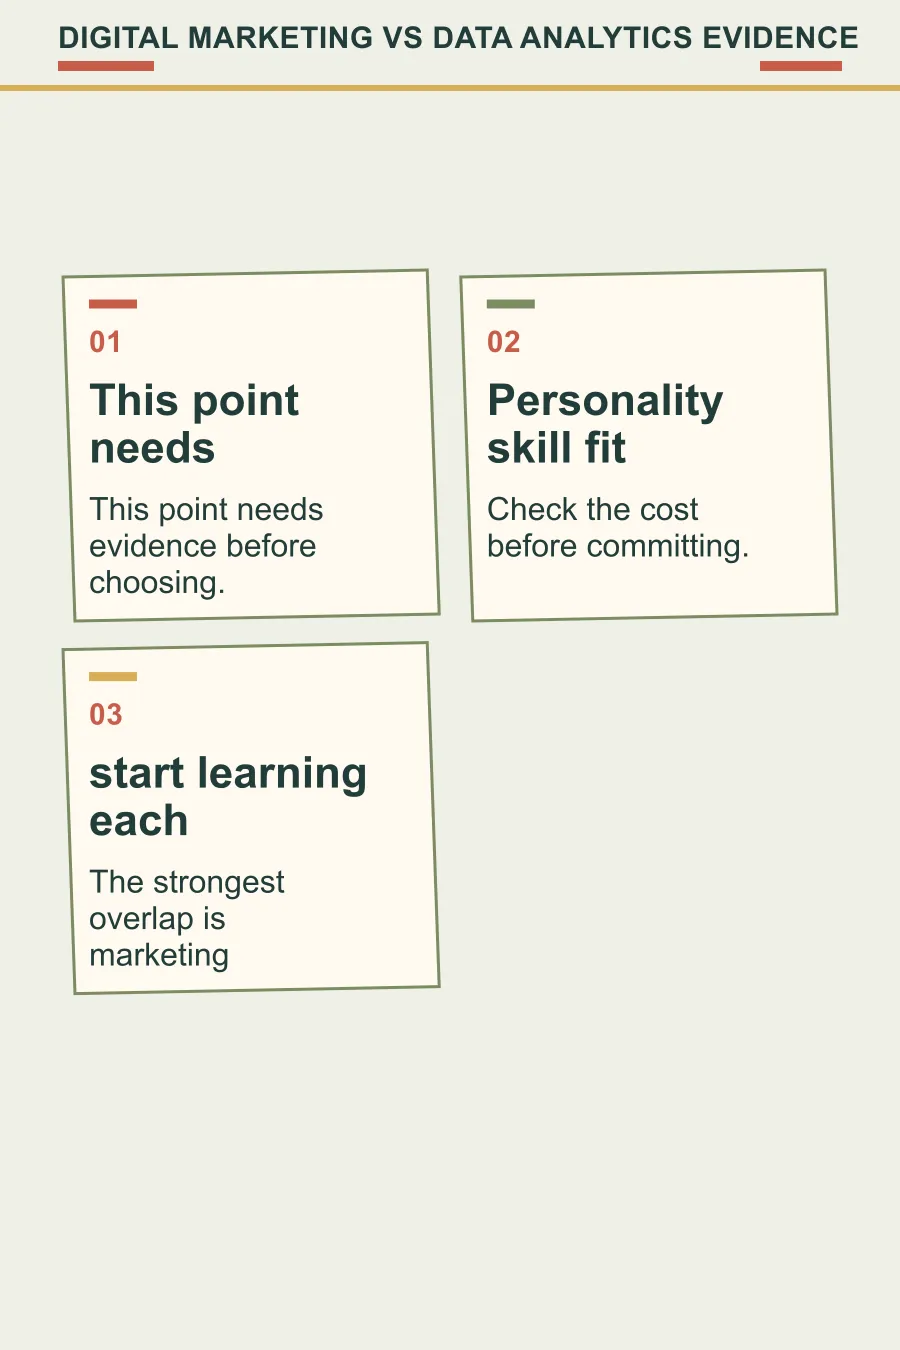 DIGITAL MARKETING VS DATA ANALYTICS EVIDENCE
01
This point
needs
This point needs
evidence before
choosing.
02
Personality
skill fit
Check the cost
before committing.
03
start learning
each
The strongest
overlap is
marketing